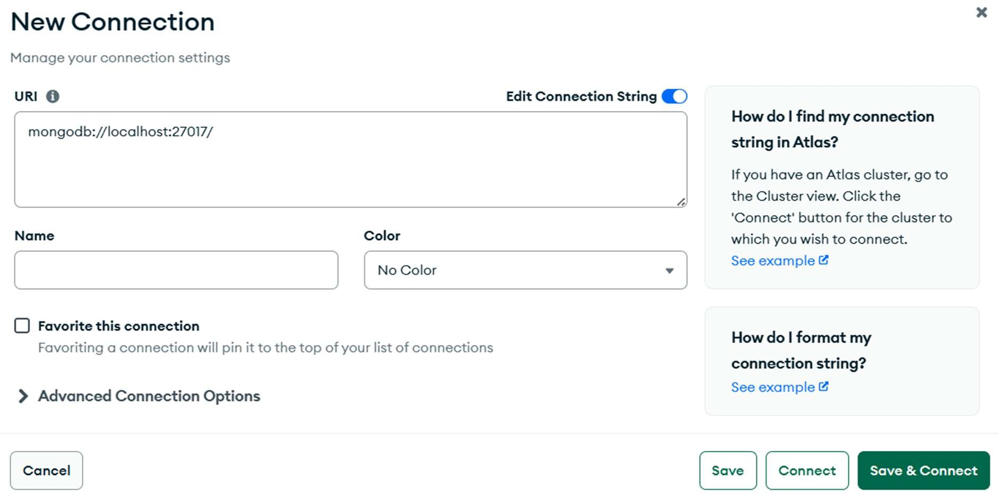 New Connection
Manage your connection settings
URI
Edit Connection String
mongodb://localhost:27017/
Name
Color
No Color
Favorite this connection
Favoriting a connection will pin it to the top of your list of connections
Advanced Connection Options
How do I find my connection
string in Atlas?
If you have an Atlas cluster, go to
the Cluster view. Click the
'Connect' button for the cluster to
which you wish to connect.
See example
How do I format my
connection string?
See example
Cancel
Save
Connect
Save & Connect